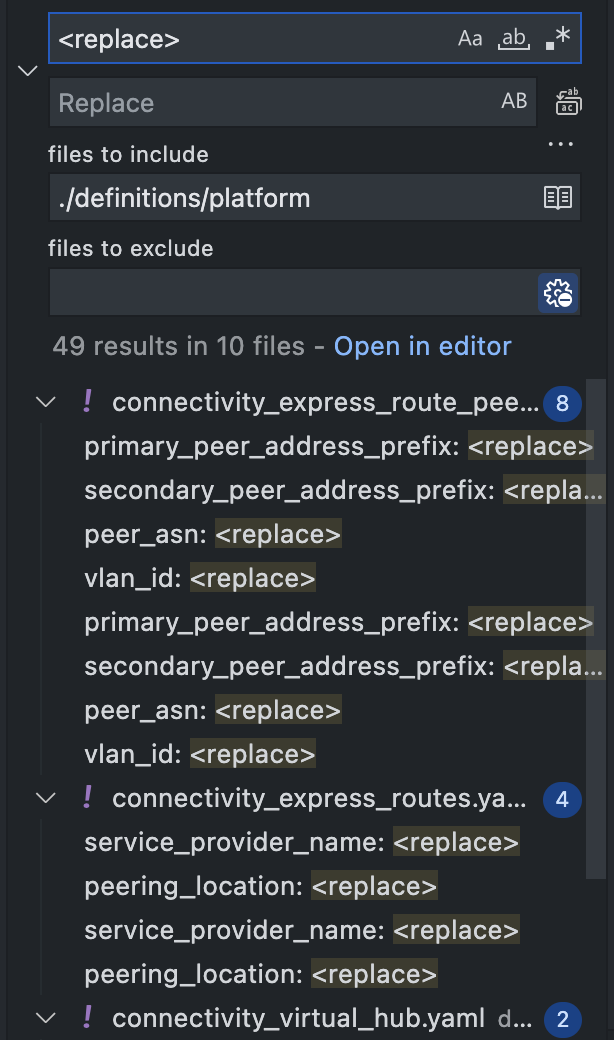 <replace> Aa ab .*
Replace AB
...
files to include
./definitions/platform
files to exclude
49 results in 10 files - Open in editor
! connectivity_express_route_pee... 8
primary_peer_address_prefix: <replace>
secondary_peer_address_prefix: <repla...
peer_asn: <replace>
vlan_id: <replace>
primary_peer_address_prefix: <replace>
secondary_peer_address_prefix: <repla...
peer_asn: <replace>
vlan_id: <replace>
! connectivity_express_routes.ya... 4
service_provider_name: <replace>
peering_location: <replace>
service_provider_name: <replace>
peering_location: <replace>
! connectivity_virtual_hub.yaml d... 2